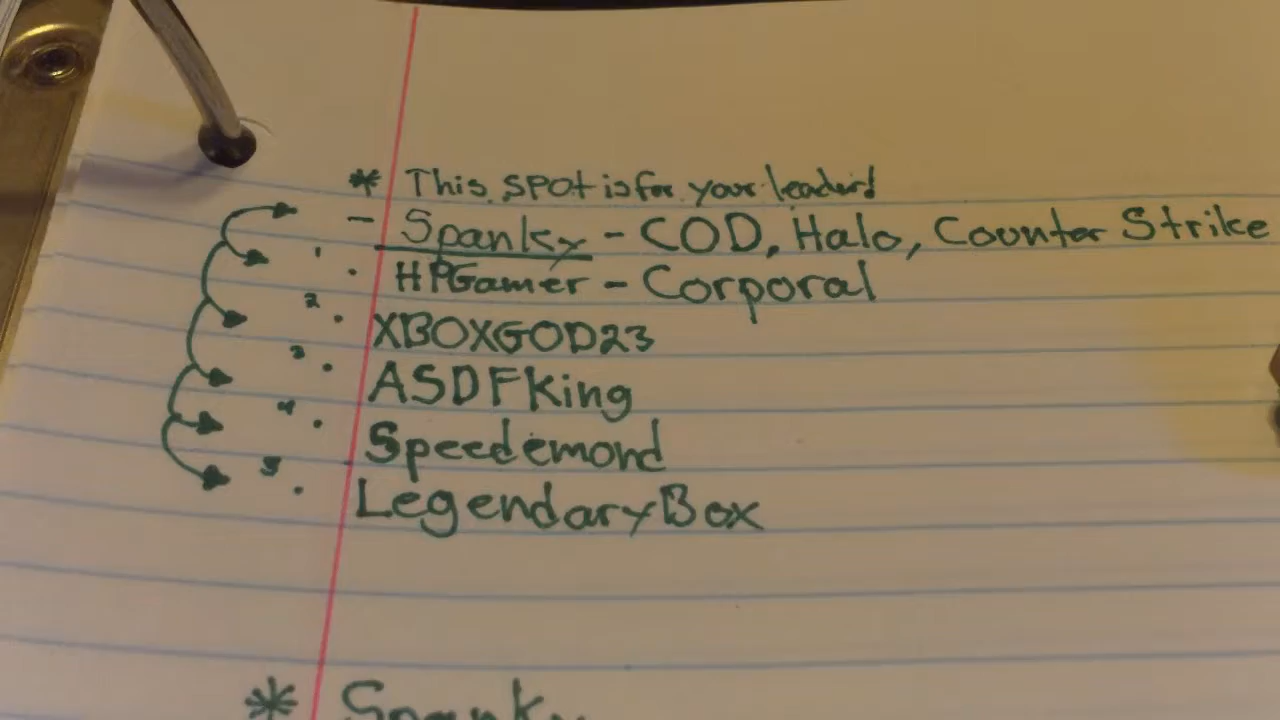 * This spot is for your leader!
- Spanky - COD, Halo, Counter Strike
1. HPGamer - Corporal
2. XBOXGOD23
3. ASDFKing
4. Speedemond
5. LegendaryBox
* Spanky